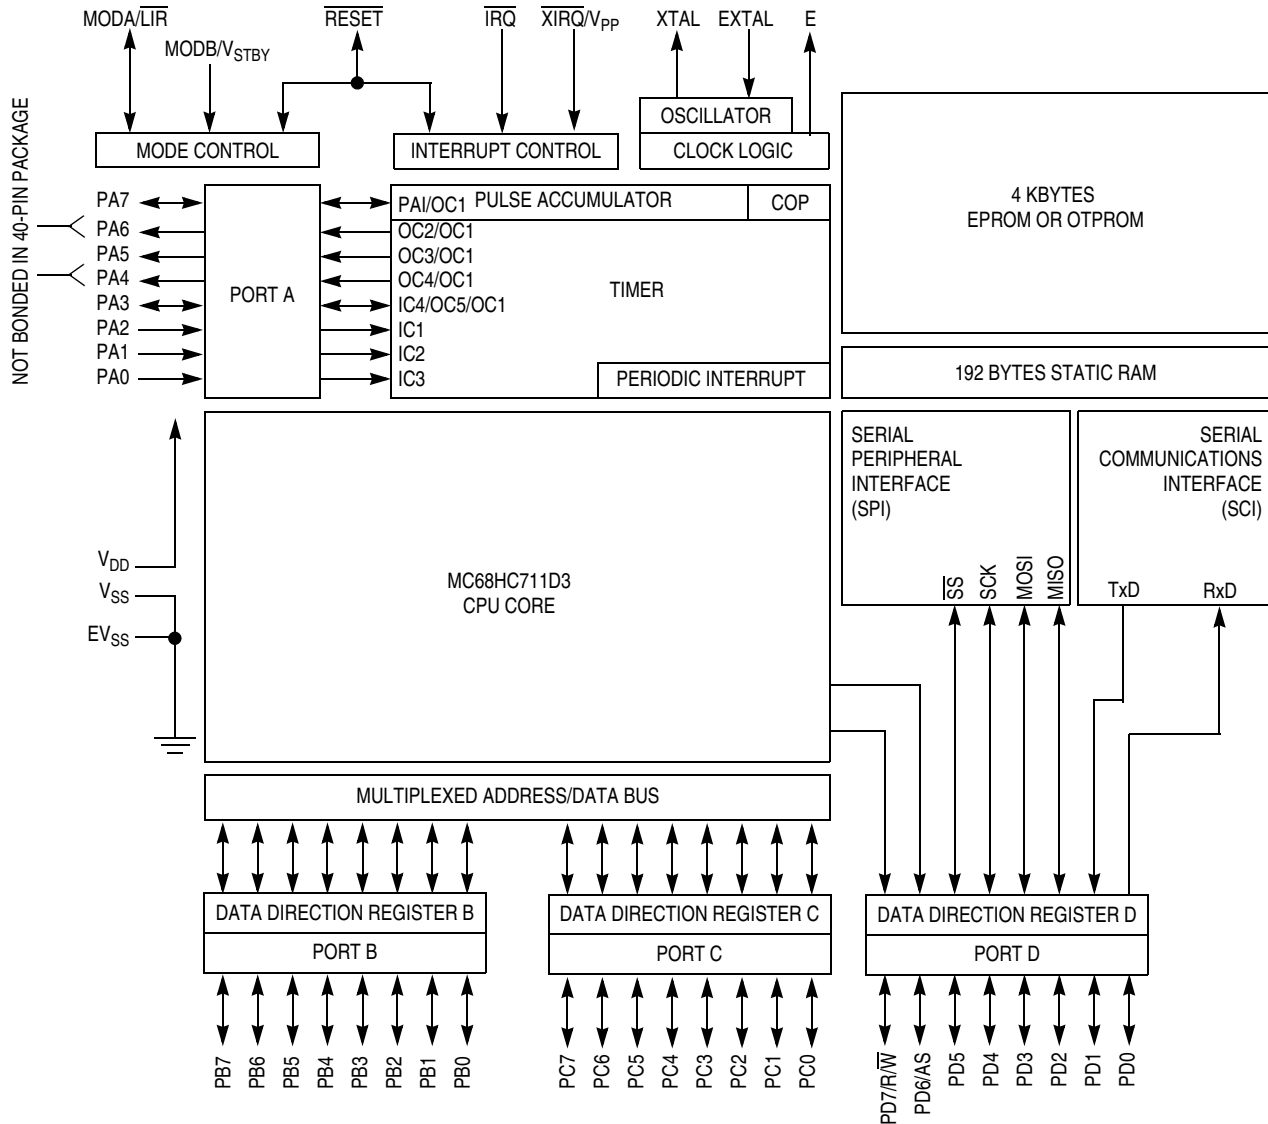 MODA/L̅I̅R̅
MODB/VSTBY
R̅E̅S̅E̅T̅
I̅R̅Q̅
X̅I̅R̅Q̅/VPP
XTAL
EXTAL
E
MODE CONTROL
INTERRUPT CONTROL
OSCILLATOR
CLOCK LOGIC
NOT BONDED IN 40-PIN PACKAGE
PA7
PA6
PA5
PA4
PA3
PA2
PA1
PA0
PORT A
PAI/OC1
OC2/OC1
OC3/OC1
OC4/OC1
IC4/OC5/OC1
IC1
IC2
IC3
PULSE ACCUMULATOR
COP
TIMER
PERIODIC INTERRUPT
4 KBYTES
EPROM OR OTPROM
192 BYTES STATIC RAM
VDD
VSS
EVSS
MC68HC711D3
CPU CORE
SERIAL
PERIPHERAL
INTERFACE
(SPI)
S̅S̅
SCK
MOSI
MISO
SERIAL
COMMUNICATIONS
INTERFACE
(SCI)
TxD
RxD
MULTIPLEXED ADDRESS/DATA BUS
DATA DIRECTION REGISTER B
PORT B
DATA DIRECTION REGISTER C
PORT C
DATA DIRECTION REGISTER D
PORT D
PB7
PB6
PB5
PB4
PB3
PB2
PB1
PB0
PC7
PC6
PC5
PC4
PC3
PC2
PC1
PC0
PD7/R/W̅
PD6/AS
PD5
PD4
PD3
PD2
PD1
PD0